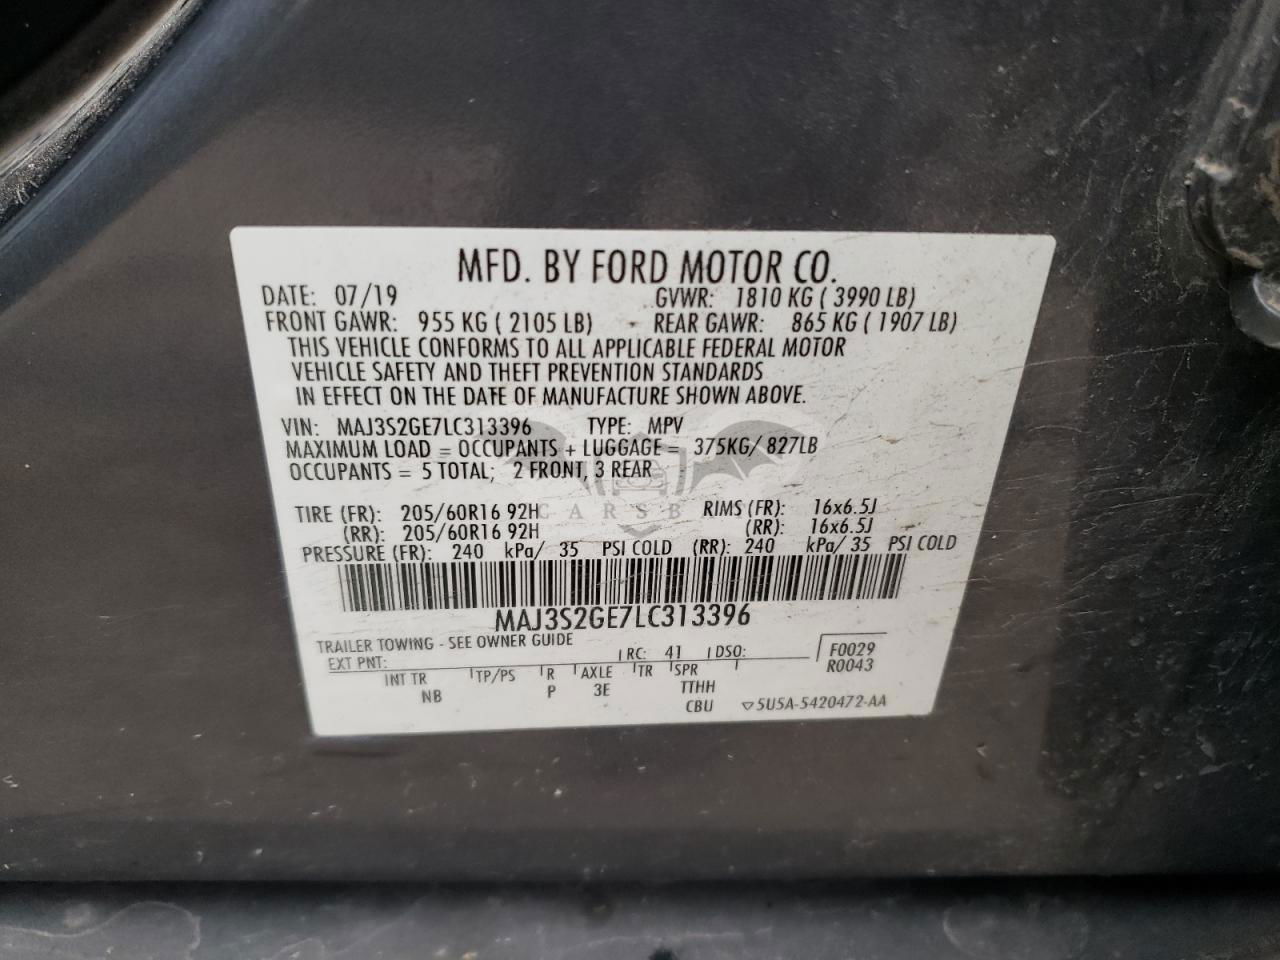 MFD. BY FORD MOTOR CO.
DATE: 07/19 GVWR: 1810 KG ( 3990 LB)
FRONT GAWR: 955 KG ( 2105 LB) REAR GAWR: 865 KG ( 1907 LB)
THIS VEHICLE CONFORMS TO ALL APPLICABLE FEDERAL MOTOR
VEHICLE SAFETY AND THEFT PREVENTION STANDARDS
IN EFFECT ON THE DATE OF MANUFACTURE SHOWN ABOVE.
VIN: MAJ3S2GE7LC313396 TYPE: MPV
MAXIMUM LOAD = OCCUPANTS + LUGGAGE = 375KG/ 827LB
OCCUPANTS = 5 TOTAL; 2 FRONT, 3 REAR
TIRE (FR): 205/60R16 92H RIMS (FR): 16x6.5J
CARSB
(RR): 205/60R16 92H (RR): 16x6.5J
PRESSURE (FR): 240 kPa/ 35 PSI COLD (RR): 240 kPa/ 35 PSI COLD
MAJ3S2GE7LC313396
TRAILER TOWING - SEE OWNER GUIDE
EXT PNT: RC: 41 DSO: F0029
R0043
INT TR TP/PS R AXLE TR SPR
NB P 3E TTHH
CBU ▽5U5A-5420472-AA